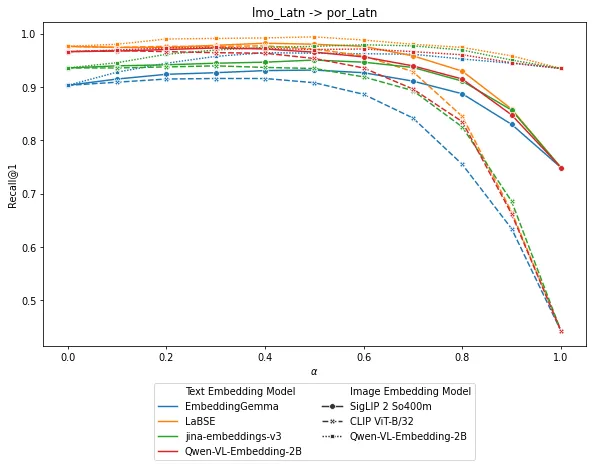 lmo_Latn -> por_Latn
1.0
0.9
0.8
0.7
0.6
0.5
Recall@1
0.0 0.2 0.4 0.6 0.8 1.0
α
Text Embedding Model
EmbeddingGemma
LaBSE
jina-embeddings-v3
Qwen-VL-Embedding-2B
Image Embedding Model
SigLIP 2 So400m
CLIP ViT-B/32
Qwen-VL-Embedding-2B